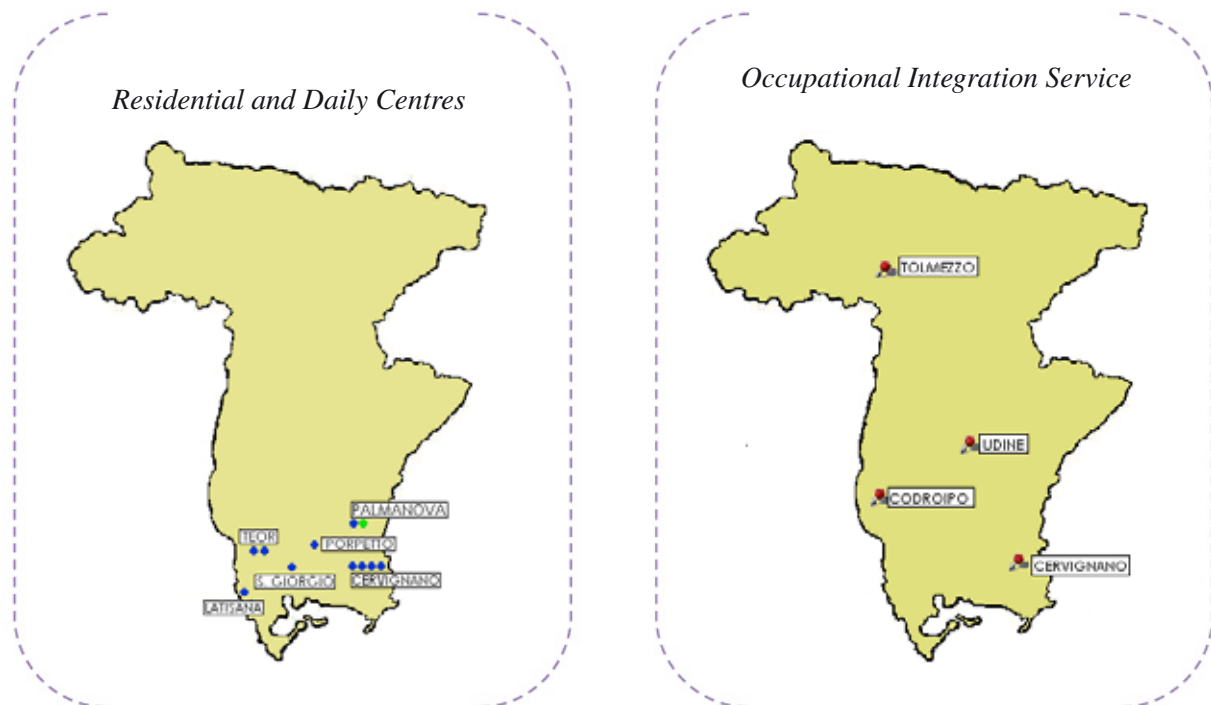 Residential and Daily Centres
PALMANOVA
TEOR
PORPETTO
S. GIORGIO
CERVIGNANO
LATISANA
Occupational Integration Service
TOLMEZZO
UDINE
CODROIPO
CERVIGNANO